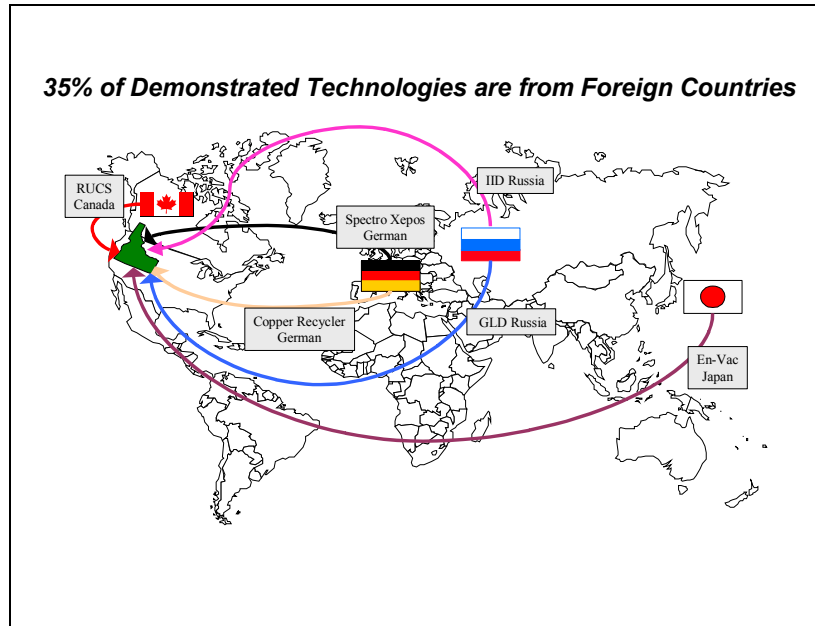 35% of Demonstrated Technologies are from Foreign Countries
RUCS
Canada
IID Russia
Spectro Xepos
German
Copper Recycler
German
GLD Russia
En-Vac
Japan